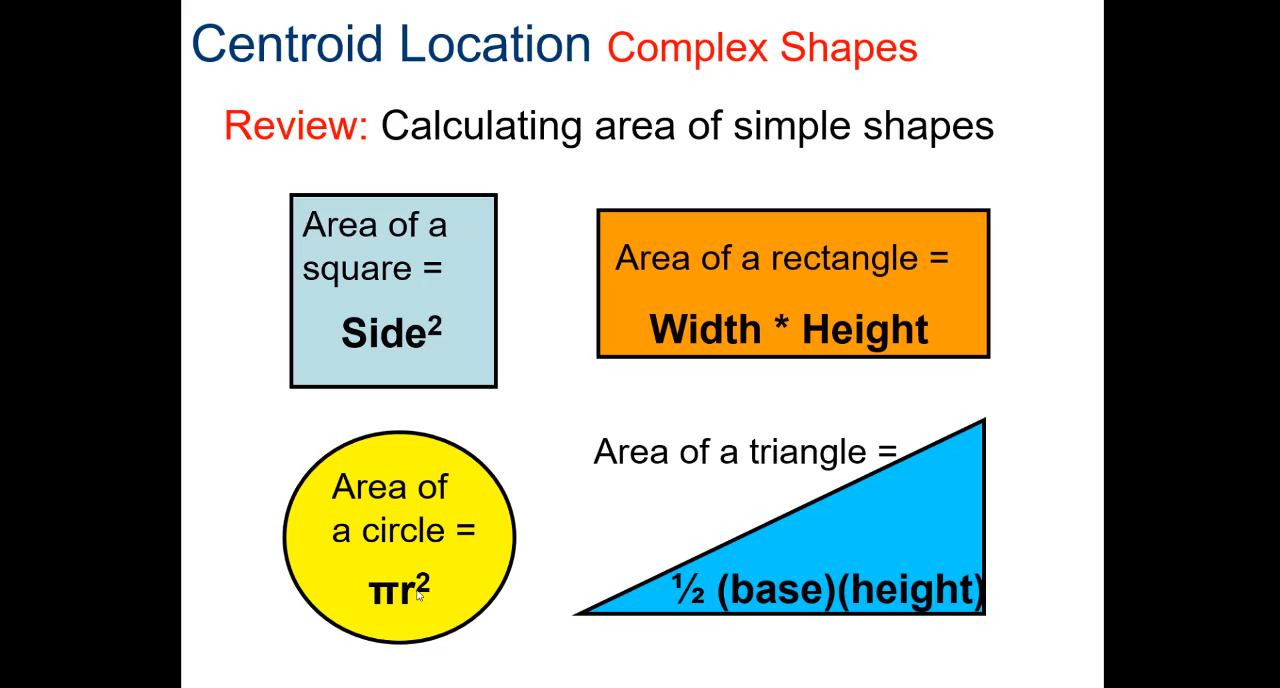 Centroid Location Complex Shapes
Review: Calculating area of simple shapes
Area of a
square =
Side²
Area of a rectangle =
Width * Height
Area of
a circle =
πr²
Area of a triangle =
½ (base)(height)